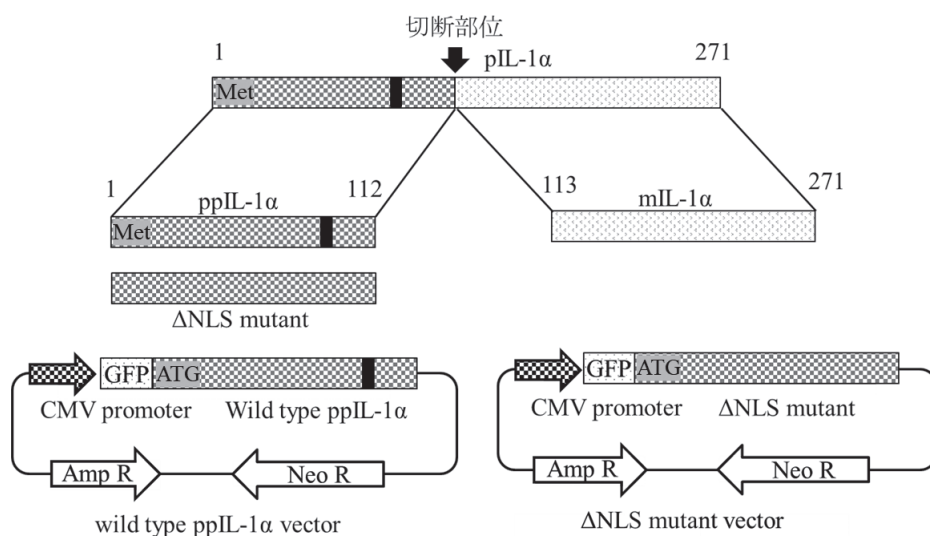 切断部位
1 pIL-1α 271
Met
1 ppIL-1α 112 113 mIL-1α 271
Met
ΔNLS mutant
GFP ATG
CMV promoter Wild type ppIL-1α
Amp R Neo R
wild type ppIL-1α vector
GFP ATG
CMV promoter ΔNLS mutant
Amp R Neo R
ΔNLS mutant vector